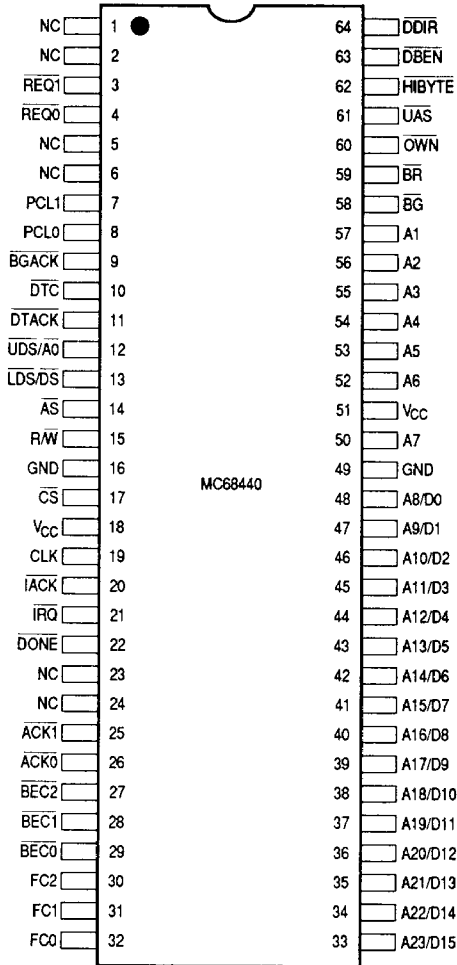 NC 1 64 DDIR
NC 2 63 DBEN
REQ1 3 62 HIBYTE
REQ0 4 61 UAS
NC 5 60 OWN
NC 6 59 BR
PCL1 7 58 BG
PCL0 8 57 A1
BGACK 9 56 A2
DTC 10 55 A3
DTACK 11 54 A4
UDS/A0 12 53 A5
LDS/DS 13 52 A6
AS 14 51 VCC
R/W 15 50 A7
GND 16 49 GND
MC68440
CS 17 48 A8/D0
VCC 18 47 A9/D1
CLK 19 46 A10/D2
IACK 20 45 A11/D3
IRQ 21 44 A12/D4
DONE 22 43 A13/D5
NC 23 42 A14/D6
NC 24 41 A15/D7
ACK1 25 40 A16/D8
ACK0 26 39 A17/D9
BEC2 27 38 A18/D10
BEC1 28 37 A19/D11
BEC0 29 36 A20/D12
FC2 30 35 A21/D13
FC1 31 34 A22/D14
FC0 32 33 A23/D15